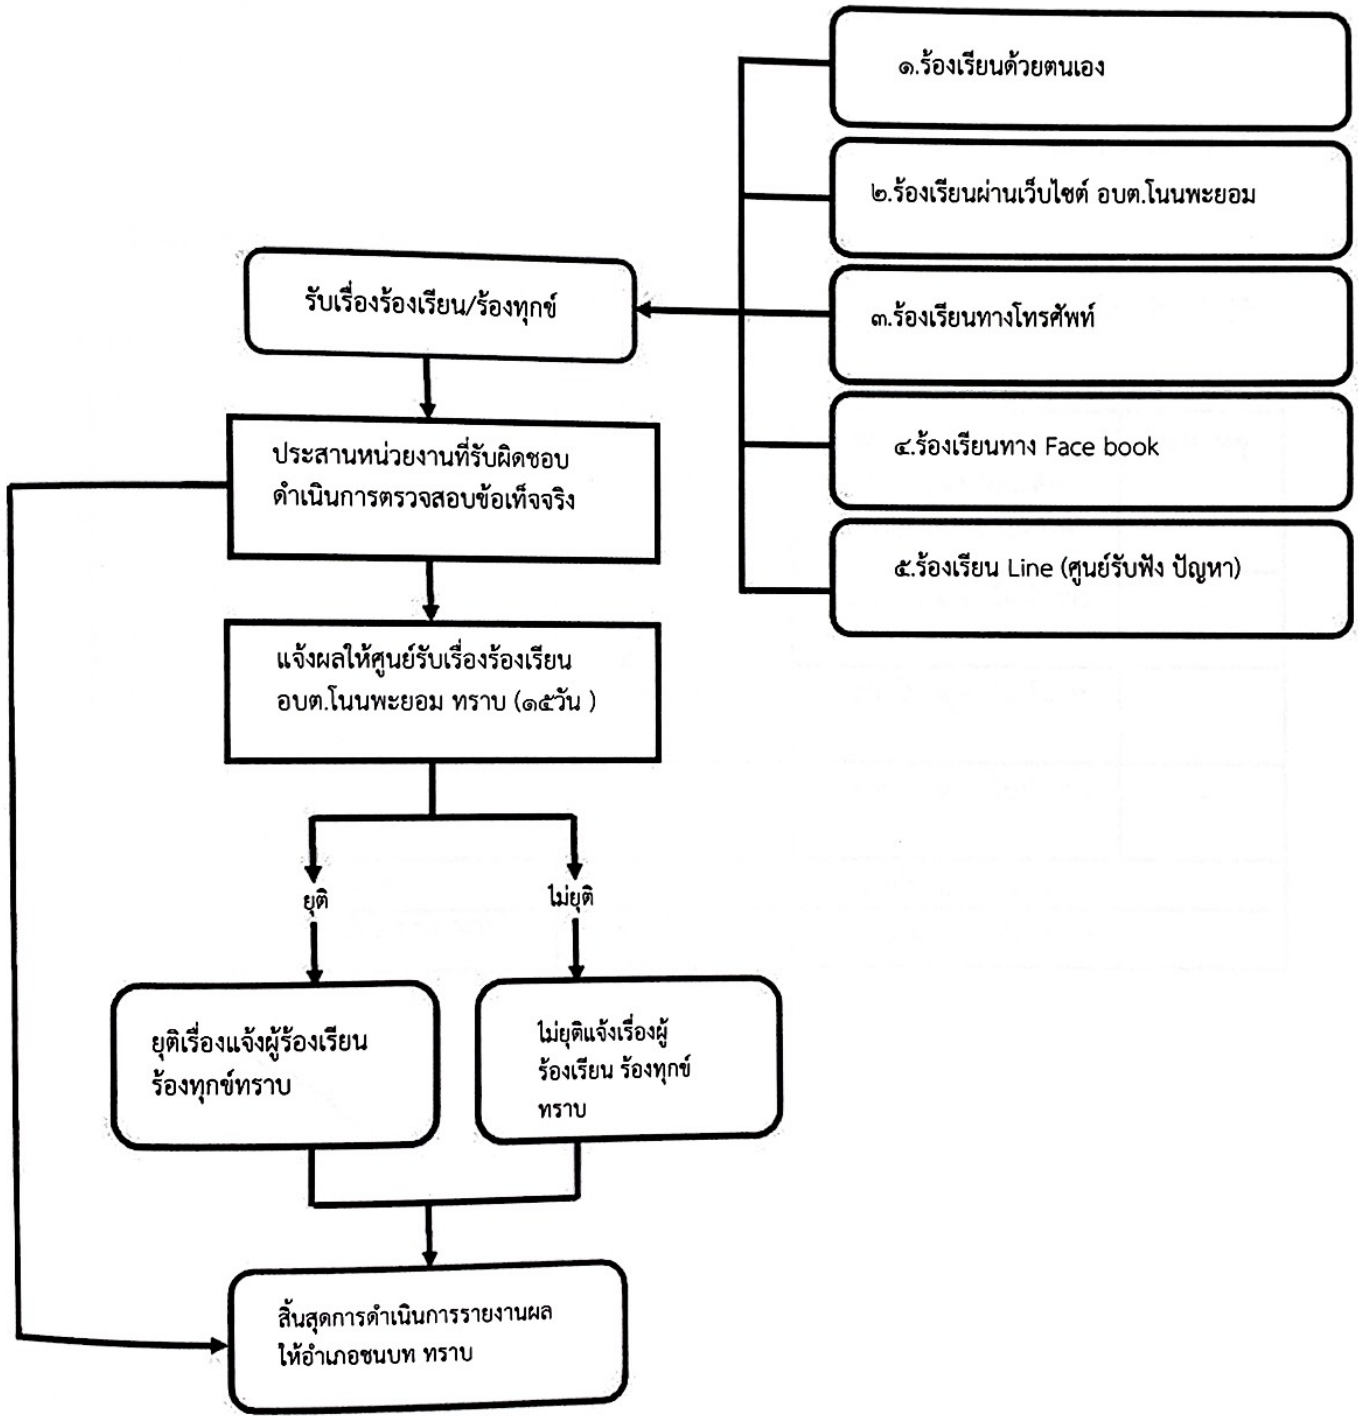 ๑.ร้องเรียนด้วยตนเอง
๒.ร้องเรียนผ่านเว็บไซต์ อบต.โนนพะยอม
๓.ร้องเรียนทางโทรศัพท์
๔.ร้องเรียนทาง Face book
๕.ร้องเรียน Line (ศูนย์รับฟัง ปัญหา)
รับเรื่องร้องเรียน/ร้องทุกข์
ประสานหน่วยงานที่รับผิดชอบ
ดำเนินการตรวจสอบข้อเท็จจริง
แจ้งผลให้ศูนย์รับเรื่องร้องเรียน
อบต.โนนพะยอม ทราบ (๑๕วัน )
ยุติ
ไม่ยุติ
ยุติเรื่องแจ้งผู้ร้องเรียน
ร้องทุกข์ทราบ
ไม่ยุติแจ้งเรื่องผู้
ร้องเรียน ร้องทุกข์
ทราบ
สิ้นสุดการดำเนินการรายงานผล
ให้อำเภอชนบท ทราบ